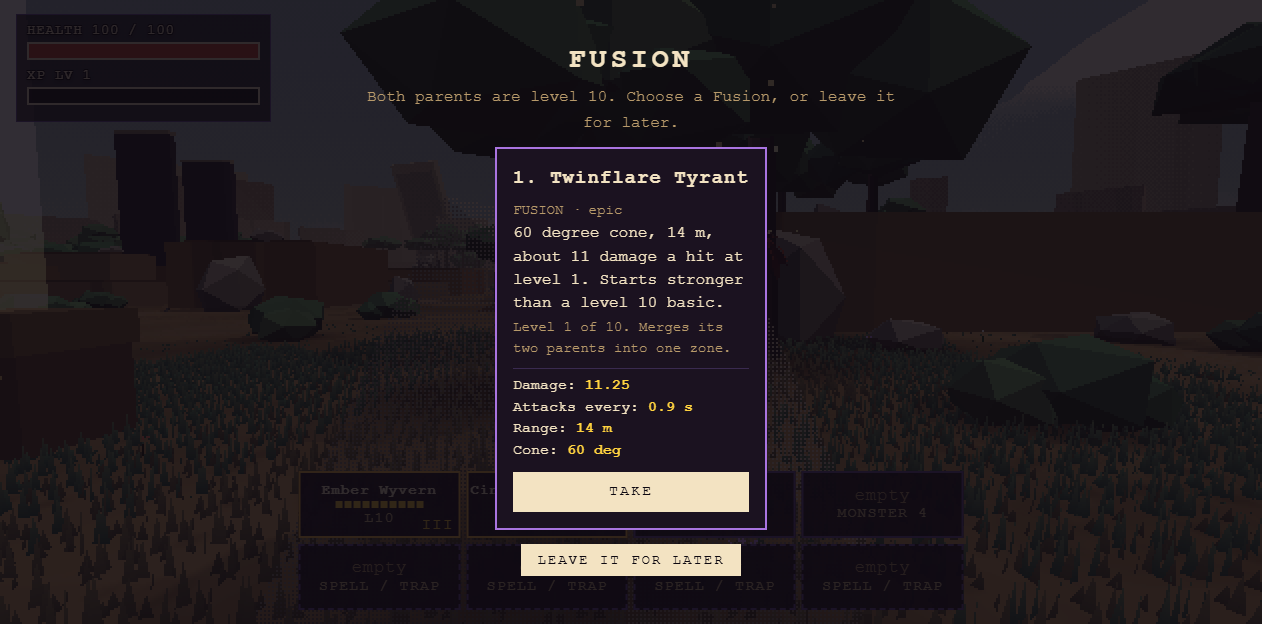 HEALTH 100 / 100
XP LV 1
FUSION
Both parents are level 10. Choose a Fusion, or leave it
for later.
1. Twinflare Tyrant
FUSION · epic
60 degree cone, 14 m,
about 11 damage a hit at
level 1. Starts stronger
than a level 10 basic.
Level 1 of 10. Merges its
two parents into one zone.
Damage: 11.25
Attacks every: 0.9 s
Range: 14 m
Cone: 60 deg
TAKE
Ember Wyvern
L10
III
empty
MONSTER 4
LEAVE IT FOR LATER
empty
SPELL / TRAP
SPELL / TRAP
SPELL / TRAP
empty
SPELL / TRAP